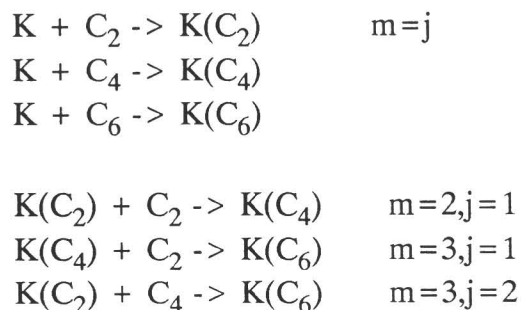 K + C₂ -> K(C₂) m=j
K + C₄ -> K(C₄)
K + C₆ -> K(C₆)
K(C₂) + C₂ -> K(C₄) m=2,j=1
K(C₄) + C₂ -> K(C₆) m=3,j=1
K(C₂) + C₄ -> K(C₆) m=3,j=2